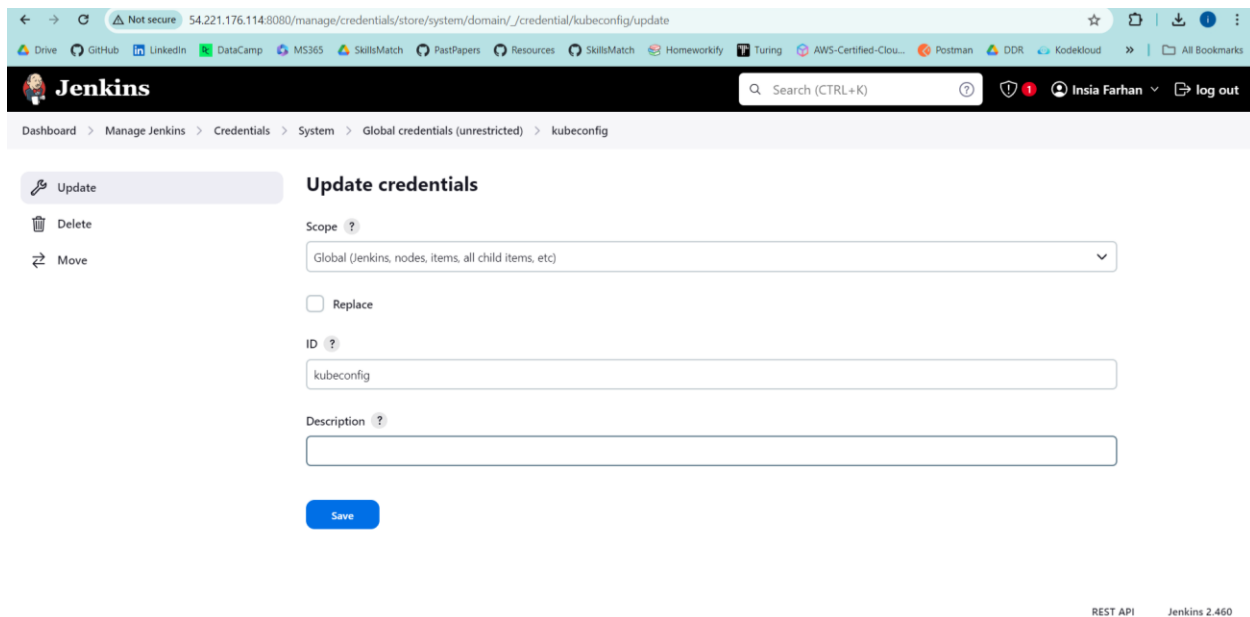 Not secure 54.221.176.114:8080/manage/credentials/store/system/domain/_/credential/kubeconfig/update
Drive GitHub LinkedIn DataCamp MS365 SkillsMatch PastPapers Resources SkillsMatch Homeworkify Turing AWS-Certified-Clou... Postman DDR Kodekloud » All Bookmarks
Jenkins Search (CTRL+K) ? 1 Insia Farhan log out
Dashboard > Manage Jenkins > Credentials > System > Global credentials (unrestricted) > kubeconfig
Update
Delete
Move
Update credentials
Scope ?
Global (Jenkins, nodes, items, all child items, etc)
Replace
ID ?
kubeconfig
Description ?
Save
REST API Jenkins 2.460